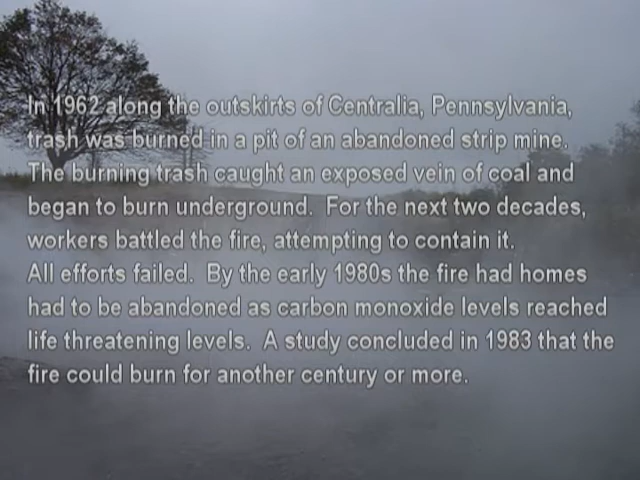 In 1962 along the outskirts of Centralia, Pennsylvania,
trash was burned in a pit of an abandoned strip mine.
The burning trash caught an exposed vein of coal and
began to burn underground.  For the next two decades,
workers battled the fire, attempting to contain it.
All efforts failed.  By the early 1980s the fire had homes
had to be abandoned as carbon monoxide levels reached
life threatening levels.  A study concluded in 1983 that the
fire could burn for another century or more.